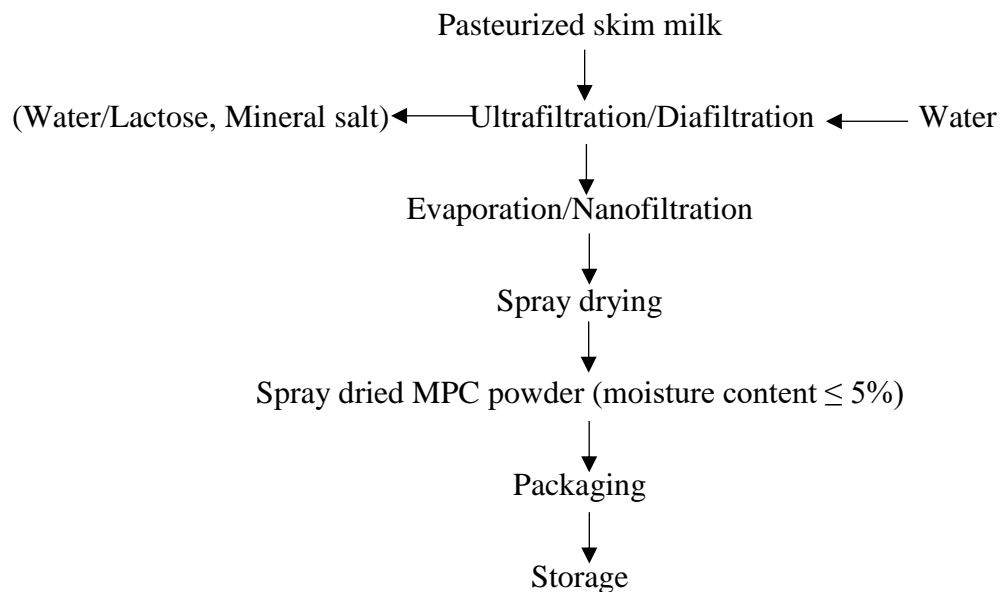 Pasteurized skim milk
(Water/Lactose, Mineral salt) Ultrafiltration/Diafiltration Water
Evaporation/Nanofiltration
Spray drying
Spray dried MPC powder (moisture content ≤ 5%)
Packaging
Storage